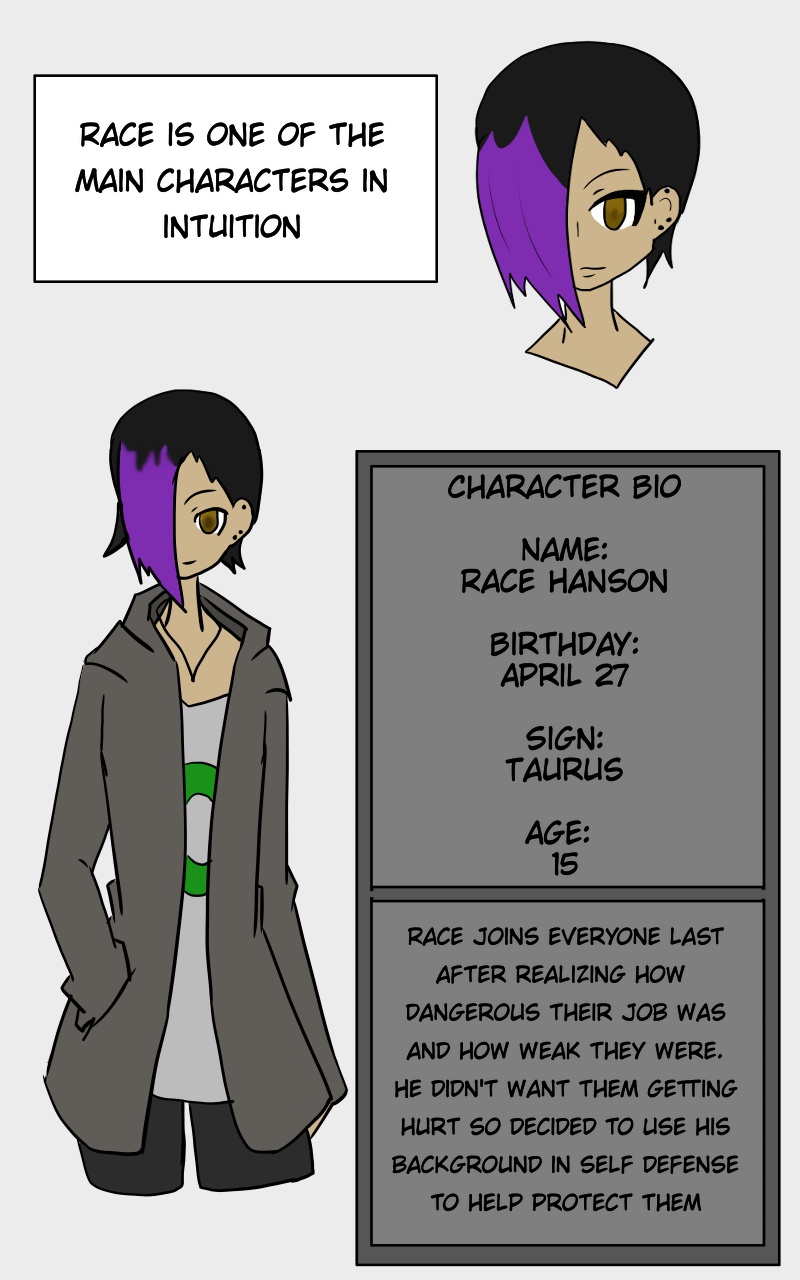 RACE IS ONE OF THE
MAIN CHARACTERS IN
INTUITION
CHARACTER BIO
NAME:
RACE HANSON
BIRTHDAY:
APRIL 27
SIGN:
TAURUS
AGE:
15
RACE JOINS EVERYONE LAST
AFTER REALIZING HOW
DANGEROUS THEIR JOB WAS
AND HOW WEAK THEY WERE.
HE DIDN'T WANT THEM GETTING
HURT SO DECIDED TO USE HIS
BACKGROUND IN SELF DEFENSE
TO HELP PROTECT THEM